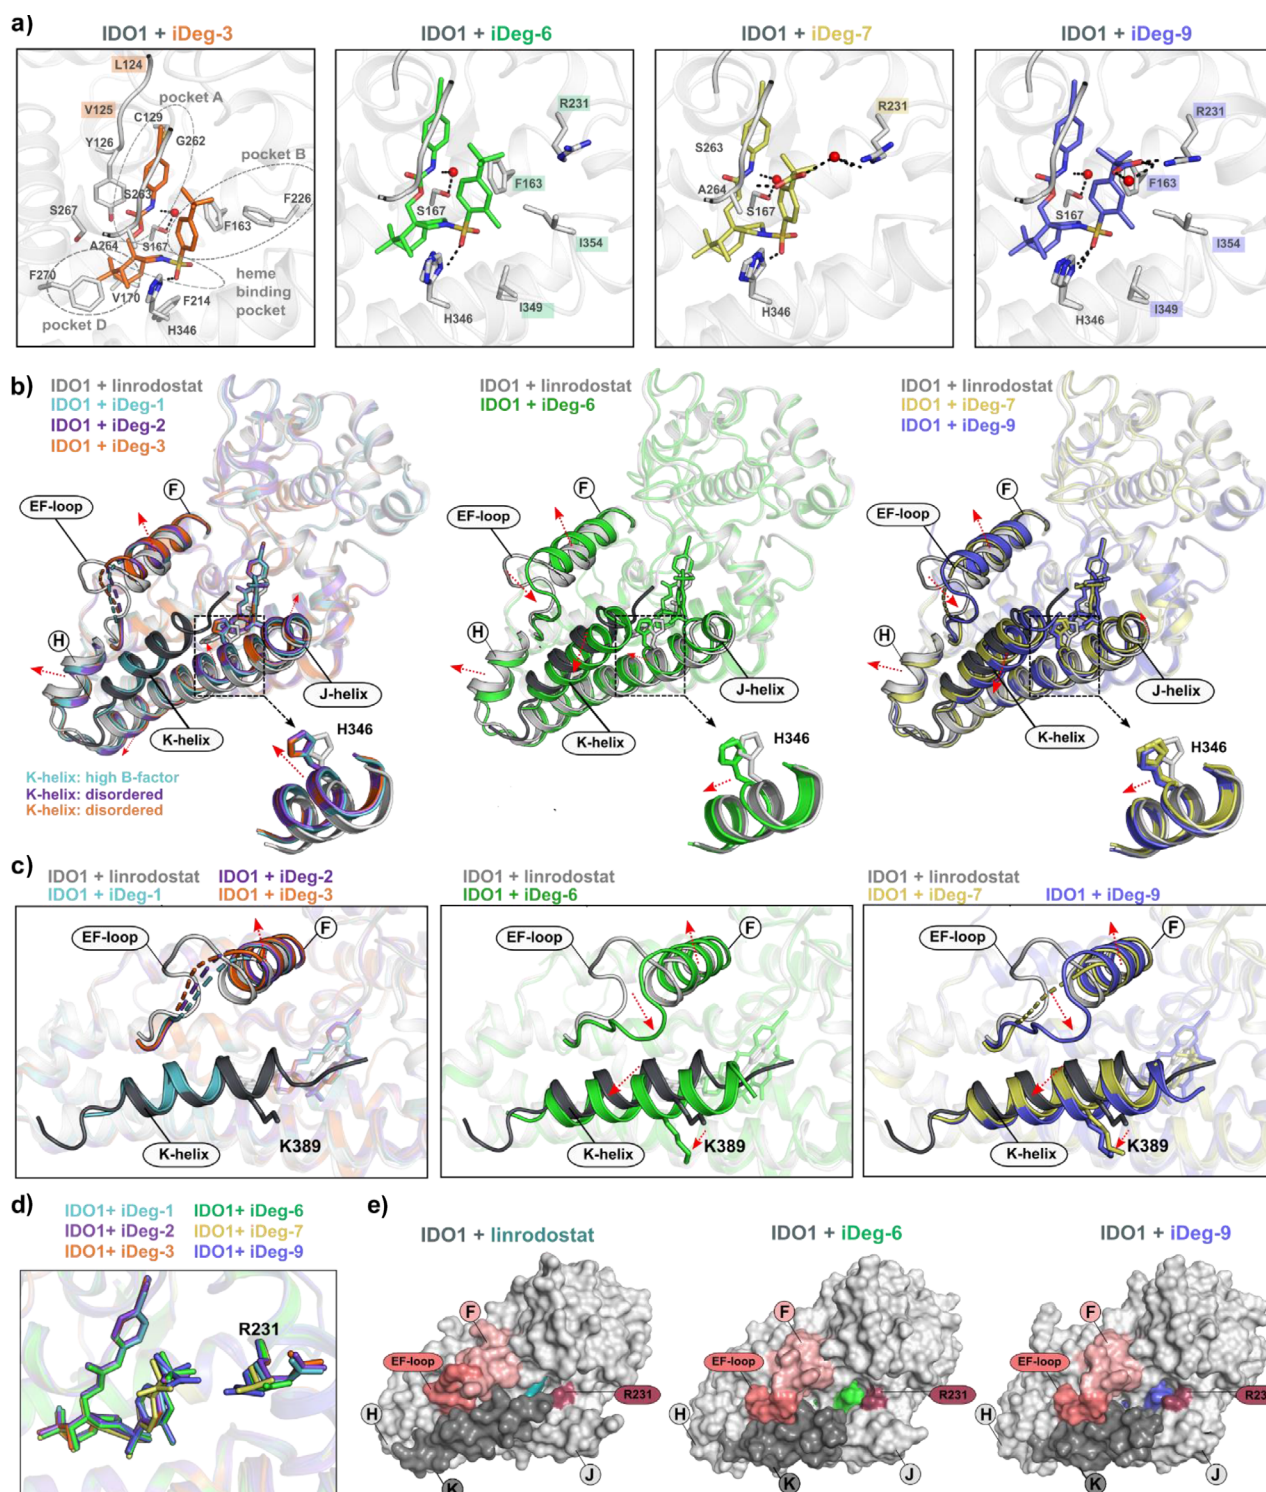 a)
IDO1 + iDeg-3
IDO1 + iDeg-6
IDO1 + iDeg-7
IDO1 + iDeg-9
L124
pocket A
V125
C129
Y126
G262
pocket B
S263
S267
F226
F163
A264
S167
F270
heme
binding
pocket
V170
F214
pocket D
H346
R231
F163
S167
I354
I349
H346
R231
S263
A264
S167
H346
R231
F163
S167
I354
I349
H346
b)
IDO1 + linrodostat
IDO1 + iDeg-1
IDO1 + iDeg-2
IDO1 + iDeg-3
F
EF-loop
H
J-helix
K-helix
H346
K-helix: high B-factor
K-helix: disordered
K-helix: disordered
IDO1 + linrodostat
IDO1 + iDeg-6
F
EF-loop
H
J-helix
K-helix
H346
IDO1 + linrodostat
IDO1 + iDeg-7
IDO1 + iDeg-9
F
EF-loop
H
J-helix
K-helix
H346
c)
IDO1 + linrodostat IDO1 + iDeg-2
IDO1 + iDeg-1 IDO1 + iDeg-3
EF-loop
F
K-helix
K389
IDO1 + linrodostat
IDO1 + iDeg-6
EF-loop
F
K-helix
K389
IDO1 + linrodostat
IDO1 + iDeg-7 IDO1 + iDeg-9
EF-loop
F
K-helix
K389
d)
IDO1+ iDeg-1 IDO1+ iDeg-6
IDO1+ iDeg-2 IDO1+ iDeg-7
IDO1+ iDeg-3 IDO1+ iDeg-9
R231
e)
IDO1 + linrodostat
F
EF-loop
R231
H
J
K
IDO1 + iDeg-6
F
EF-loop
R231
H
J
K
IDO1 + iDeg-9
F
EF-loop
H
J
K